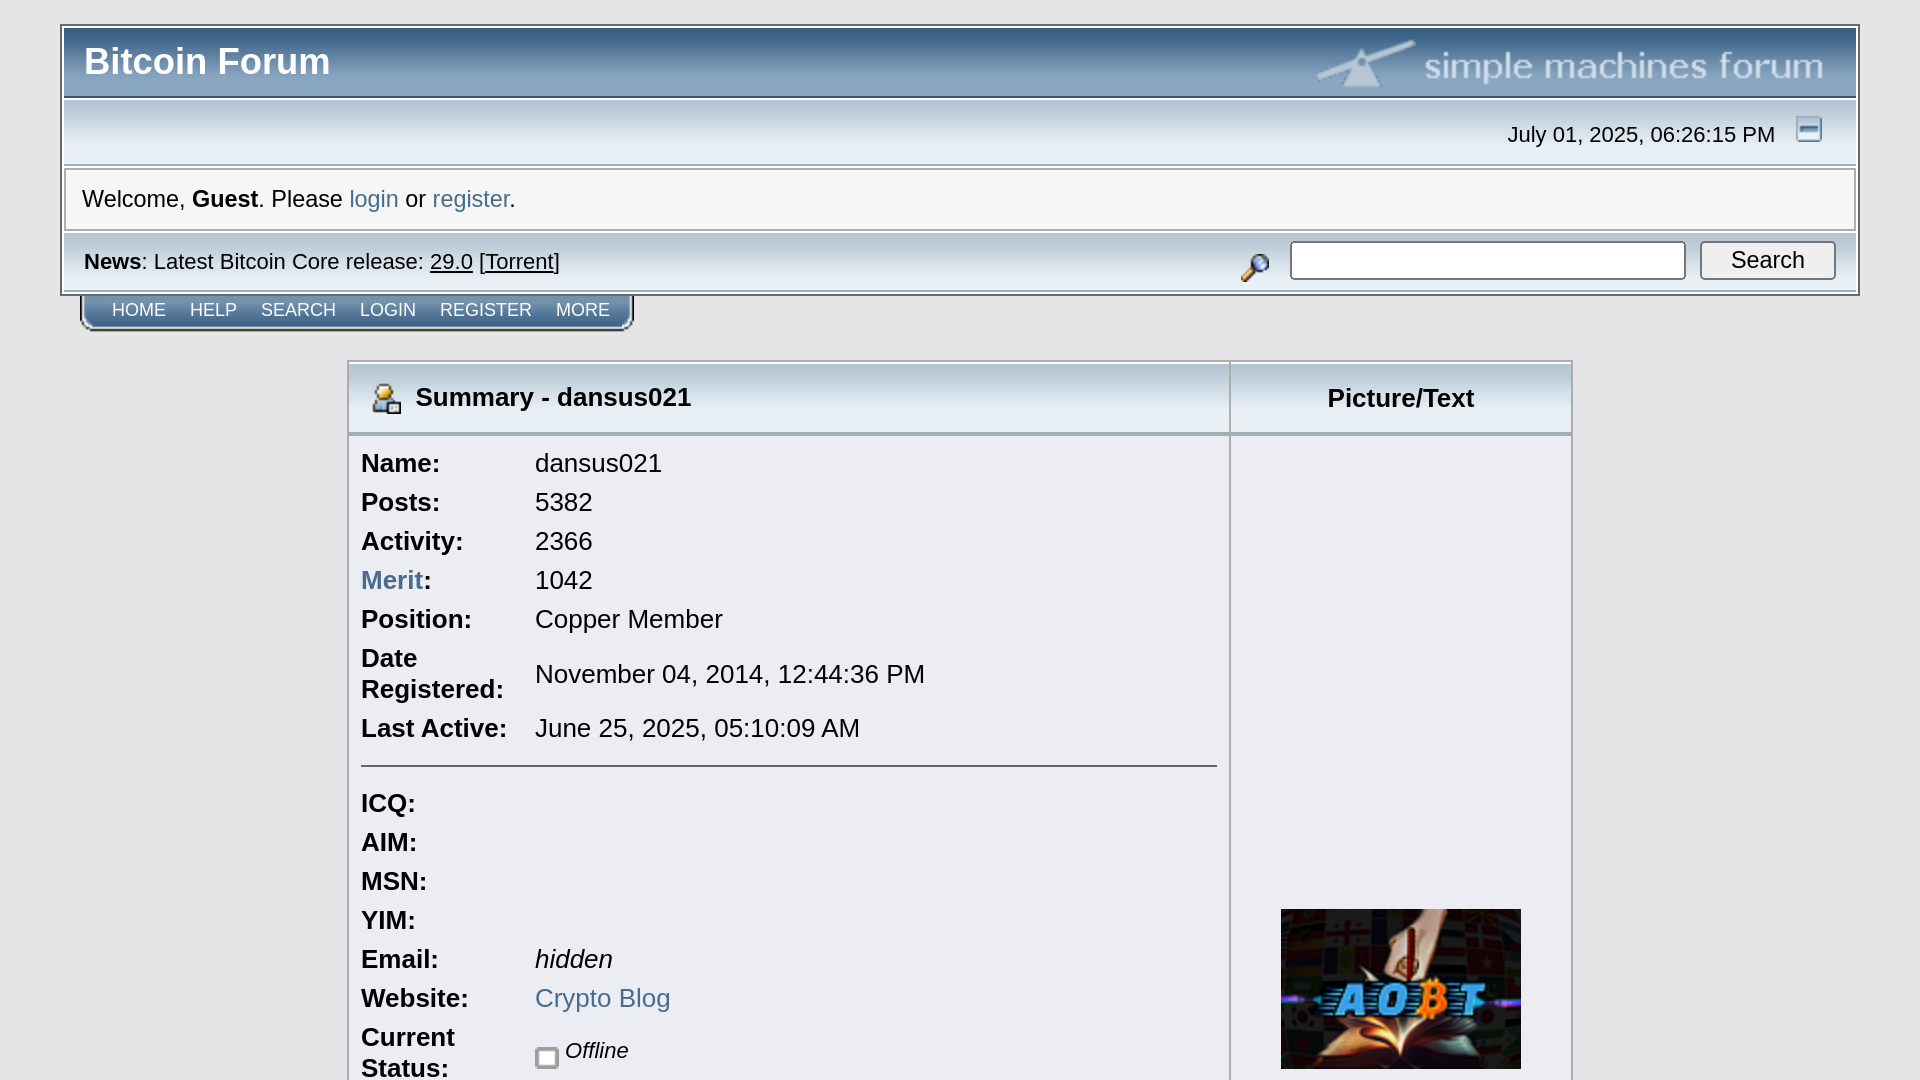 Bitcoin Forum
simple machines forum
July 01, 2025, 06:26:15 PM
Welcome, Guest. Please login or register.
News: Latest Bitcoin Core release: 29.0 [Torrent]
Search
HOME HELP SEARCH LOGIN REGISTER MORE
Summary - dansus021
Picture/Text
Name: dansus021
Posts: 5382
Activity: 2366
Merit: 1042
Position: Copper Member
Date
Registered: November 04, 2014, 12:44:36 PM
Last Active: June 25, 2025, 05:10:09 AM
ICQ:
AIM:
MSN:
YIM:
Email: hidden
Website: Crypto Blog
AOBT
Current
Status: Offline